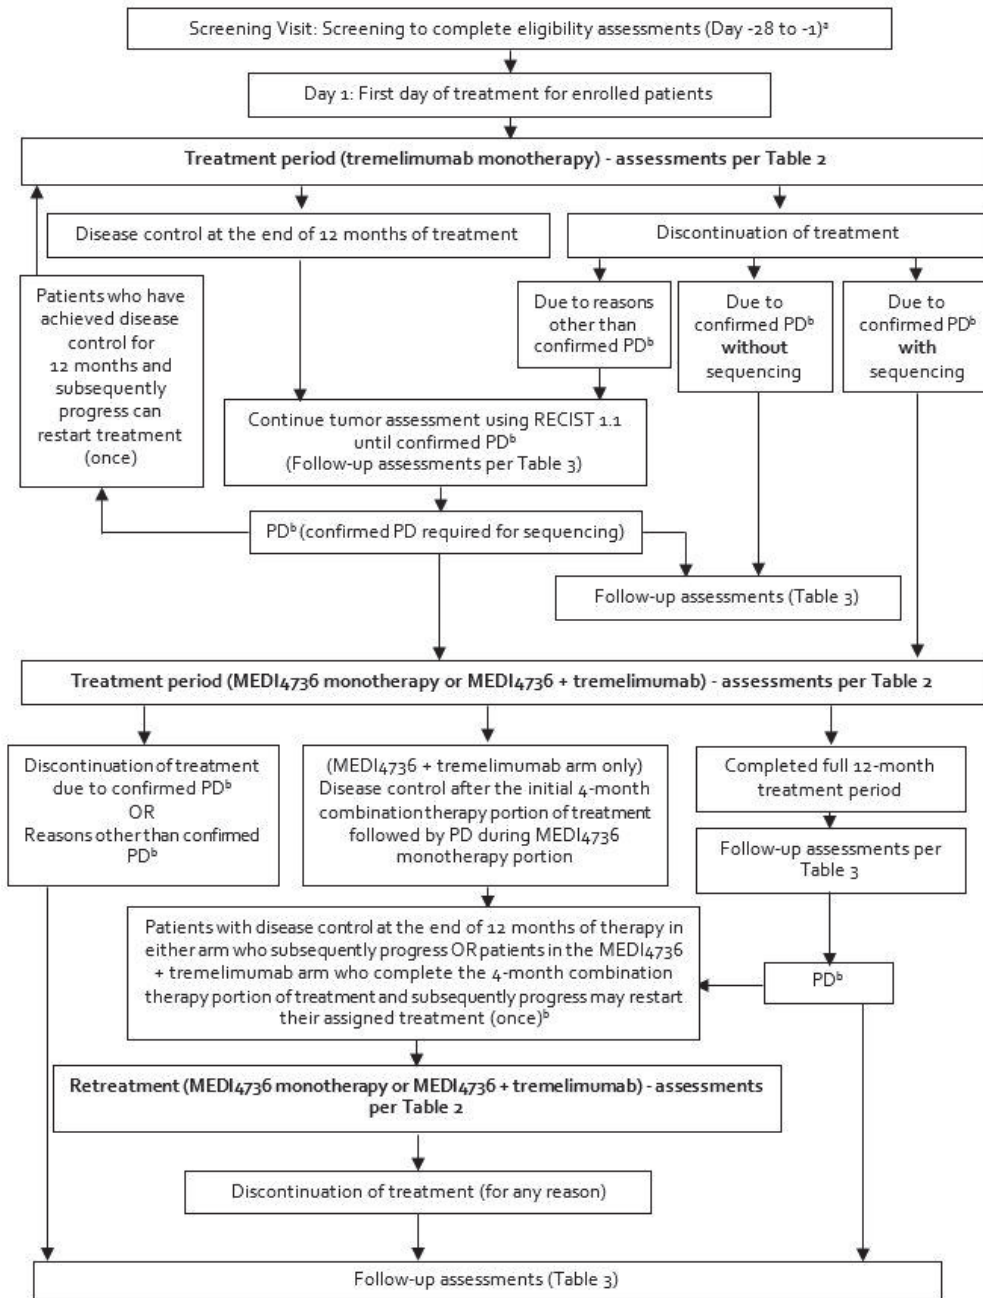 Screening Visit: Screening to complete eligibility assessments (Day -28 to -1)ᵃ
Day 1: First day of treatment for enrolled patients
Treatment period (tremelimumab monotherapy) - assessments per Table 2
Disease control at the end of 12 months of treatment
Discontinuation of treatment
Patients who have
achieved disease
control for
12 months and
subsequently
progress can
restart treatment
(once)
Due to reasons
other than
confirmed PDᵇ
Due to
confirmed PDᵇ
without
sequencing
Due to
confirmed PDᵇ
with
sequencing
Continue tumor assessment using RECIST 1.1
until confirmed PDᵇ
(Follow-up assessments per Table 3)
PDᵇ (confirmed PD required for sequencing)
Follow-up assessments (Table 3)
Treatment period (MEDI4736 monotherapy or MEDI4736 + tremelimumab) - assessments per Table 2
Discontinuation of treatment
due to confirmed PDᵇ
OR
Reasons other than confirmed
PDᵇ
(MEDI4736 + tremelimumab arm only)
Disease control after the initial 4-month
combination therapy portion of treatment
followed by PD during MEDI4736
monotherapy portion
Completed full 12-month
treatment period
Follow-up assessments per
Table 3
Patients with disease control at the end of 12 months of therapy in
either arm who subsequently progress OR patients in the MEDI4736
+ tremelimumab arm who complete the 4-month combination
therapy portion of treatment and subsequently progress may restart
their assigned treatment (once)ᵇ
PDᵇ
Retreatment (MEDI4736 monotherapy or MEDI4736 + tremelimumab) - assessments
per Table 2
Discontinuation of treatment (for any reason)
Follow-up assessments (Table 3)